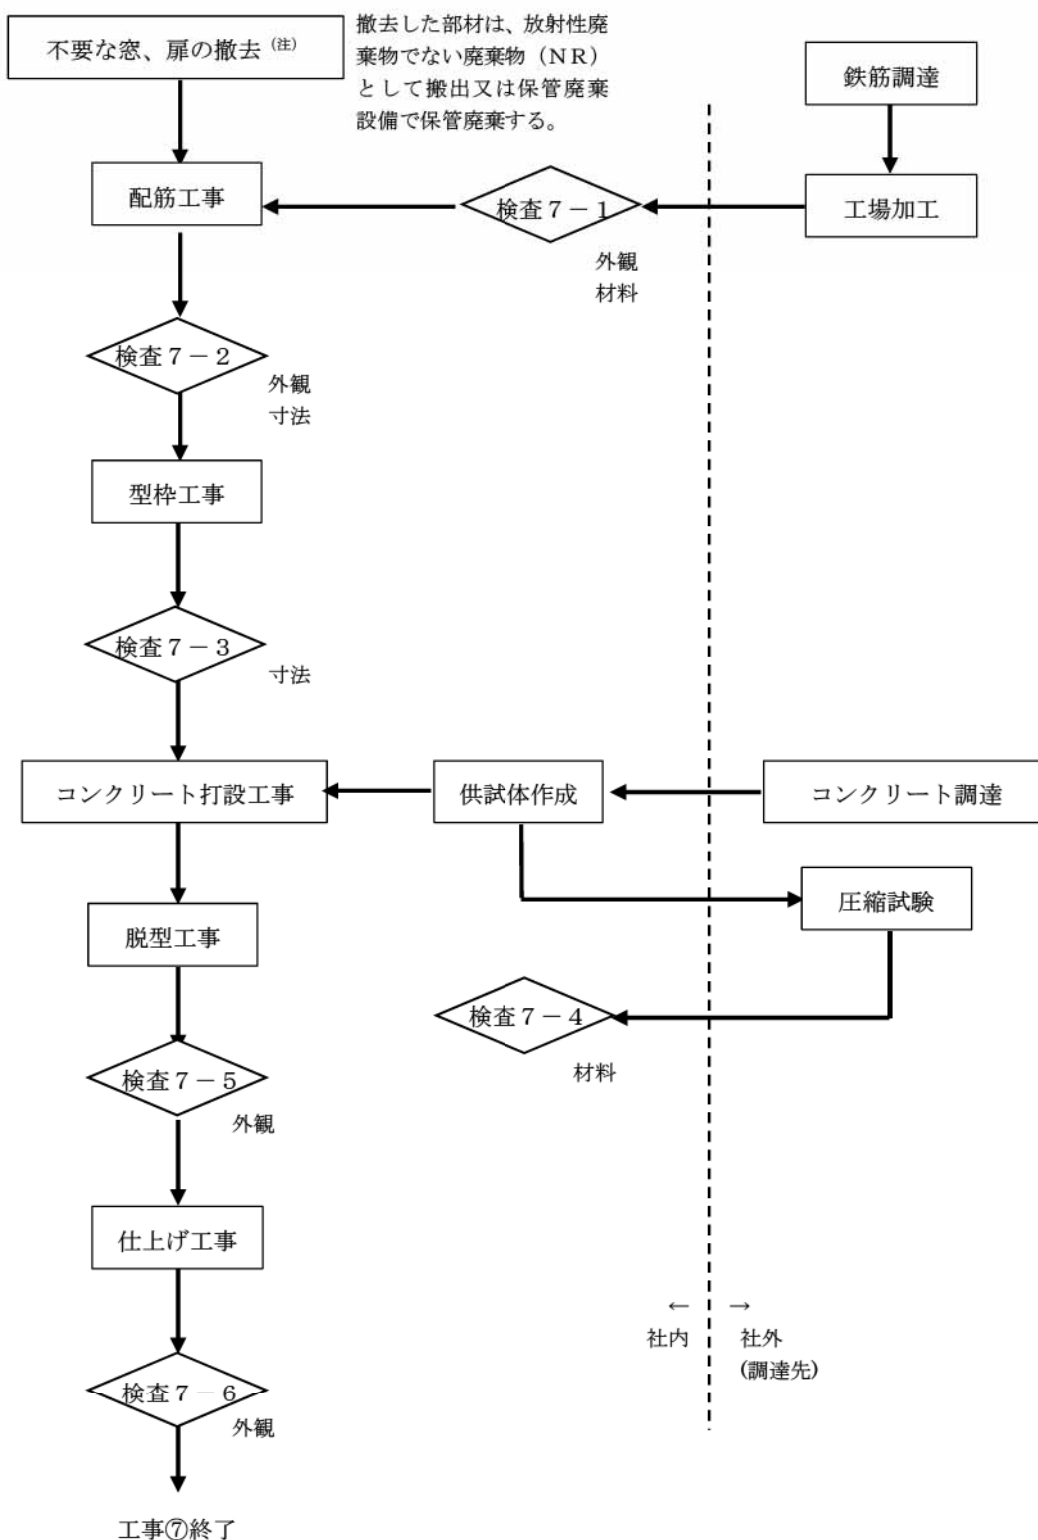 不要な窓、扉の撤去（注）
撤去した部材は、放射性廃
棄物でない廃棄物（ＮＲ）
として搬出又は保管廃棄
設備で保管廃棄する。
鉄筋調達
配筋工事
検査７－１
工場加工
外観
材料
検査７－２
外観
寸法
型枠工事
検査７－３
寸法
コンクリート打設工事
供試体作成
コンクリート調達
圧縮試験
脱型工事
検査７－４
材料
検査７－５
外観
仕上げ工事
← →
社内 社外
(調達先)
検査７－６
外観
工事⑦終了